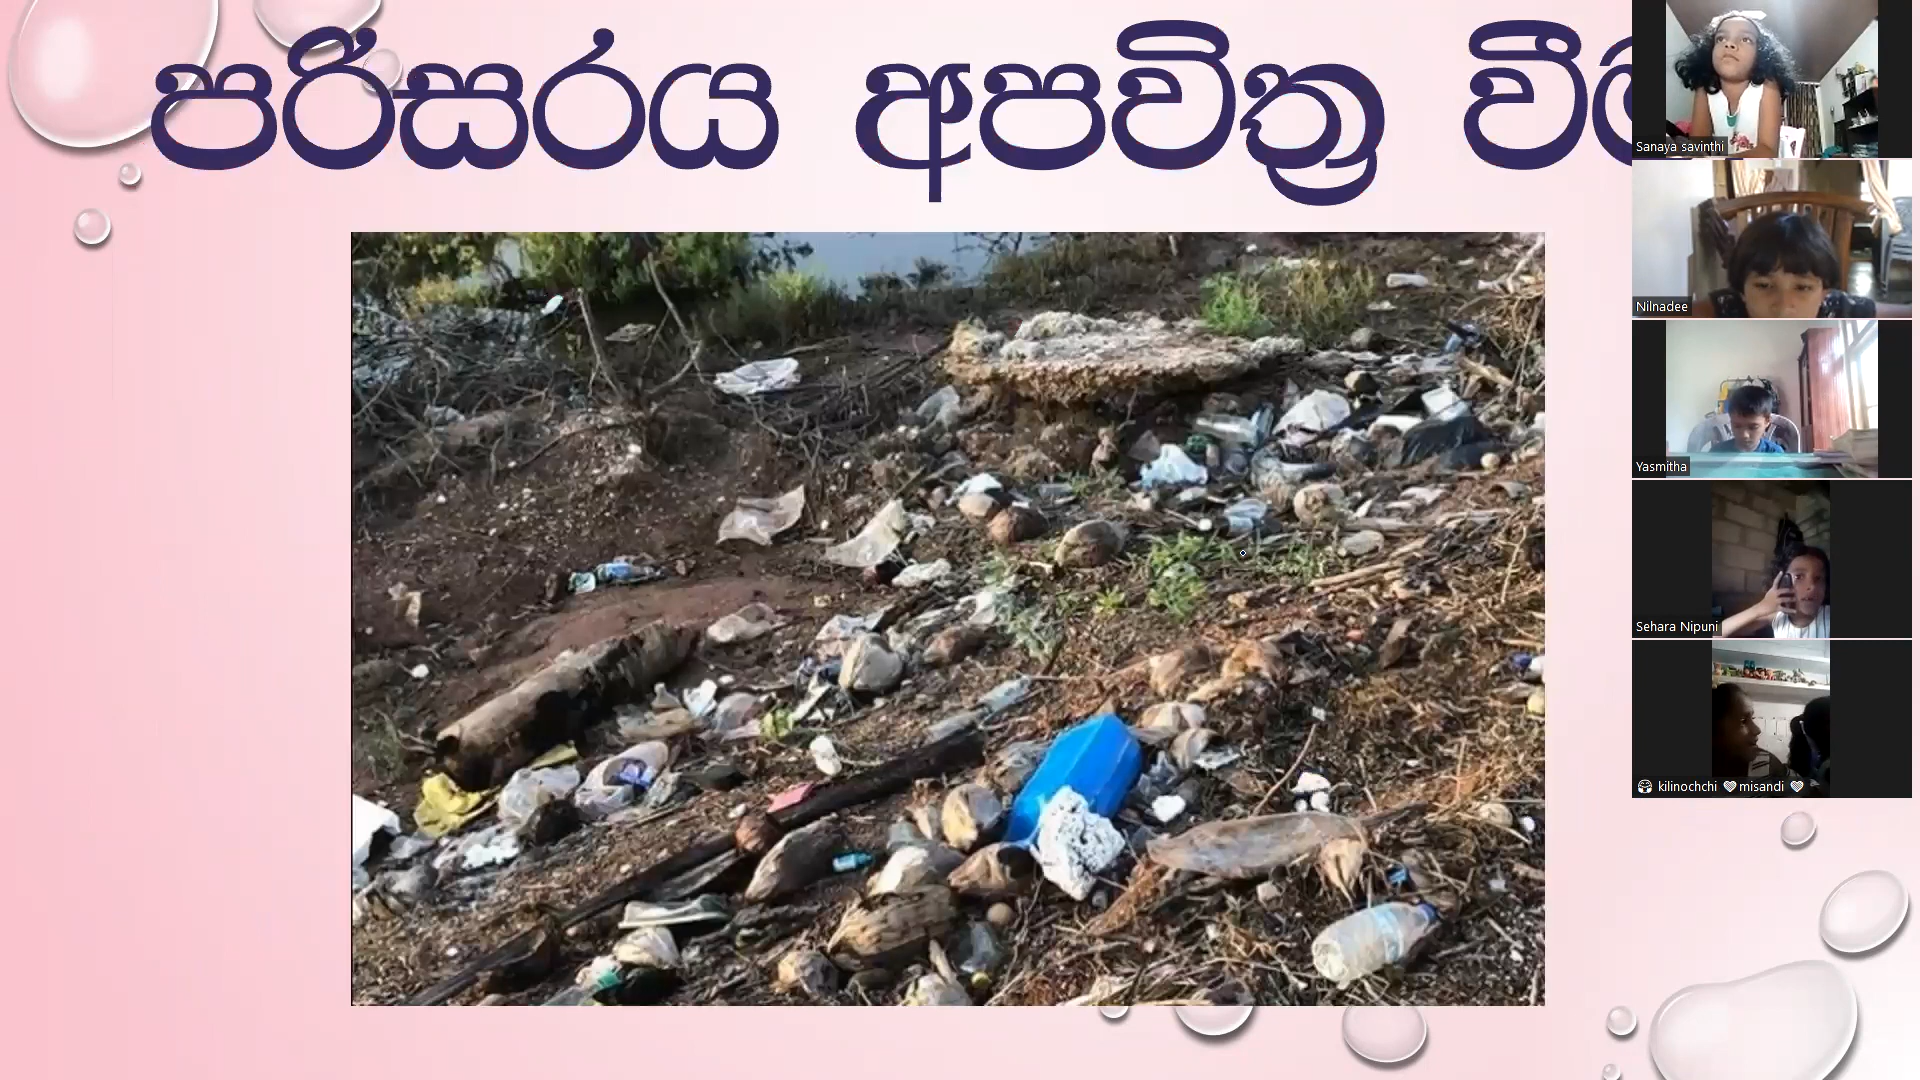 පරිසරය අපවිත්‍ර
Sanaya savinthi
Nilnadee
Yasmitha
Sehara Nipuni
kilinochchi 🤍misandi 🤍